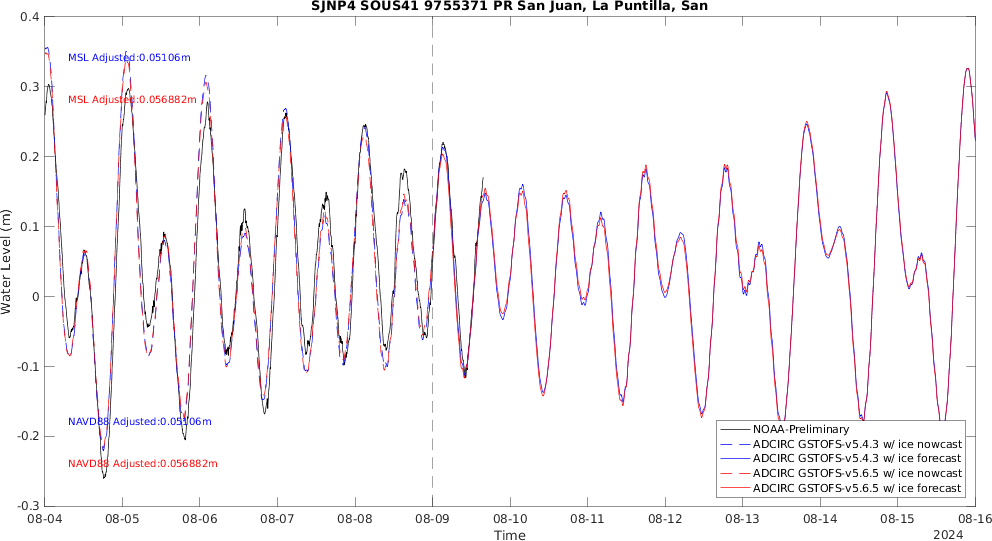 SJNP4 SOUS41 9755371 PR San Juan, La Puntilla, San
0.4
0.3
0.2
0.1
0
-0.1
-0.2
-0.3
Water Level (m)
MSL Adjusted:0.05106m
MSL Adjusted:0.056882m
NAVD88 Adjusted:0.05106m
NAVD88 Adjusted:0.056882m
NOAA-Preliminary
ADCIRC GSTOFS-v5.4.3 w/ ice nowcast
ADCIRC GSTOFS-v5.4.3 w/ ice forecast
ADCIRC GSTOFS-v5.6.5 w/ ice nowcast
ADCIRC GSTOFS-v5.6.5 w/ ice forecast
08-04 08-05 08-06 08-07 08-08 08-09 08-10 08-11 08-12 08-13 08-14 08-15 08-16
Time
2024